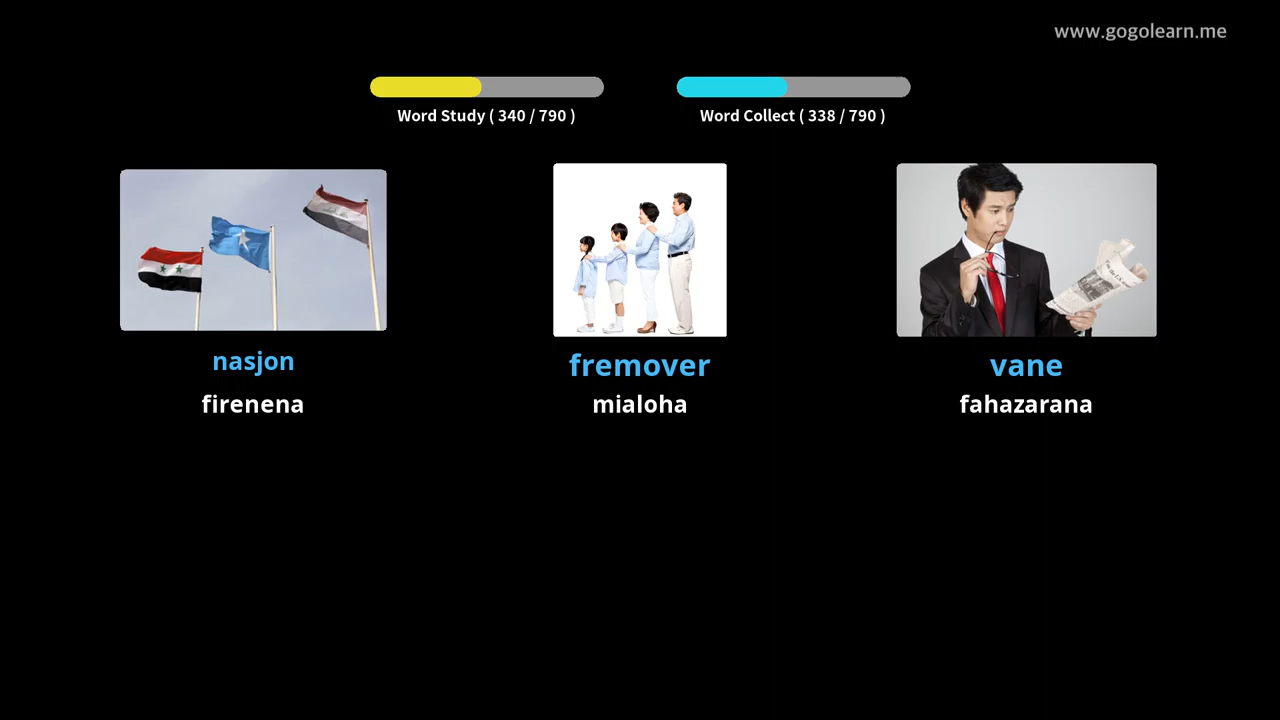 www.gogolearn.me
Word Study ( 340 / 790 )
Word Collect ( 338 / 790 )
nasjon
fremover
vane
firenena
mialoha
fahazarana